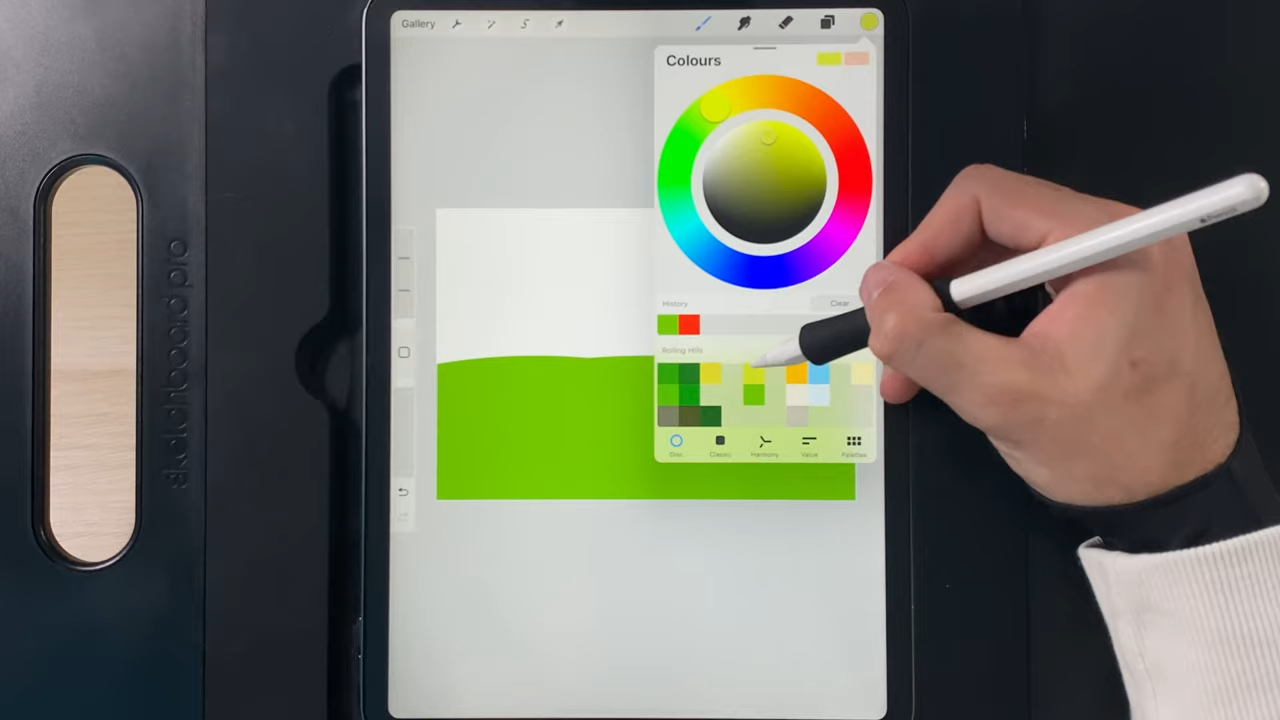 Gallery
Colours
History
Clear
Rolling Hills
Disc
Classic
Harmony
Value
Palettes
sketchboard pro